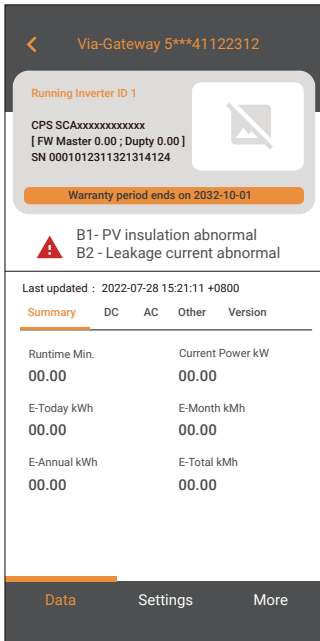 Via-Gateway 5***41122312
Running Inverter ID 1
CPS SCAxxxxxxxxxxxx
[ FW Master 0.00 ; Dupty 0.00 ]
SN 0001012311321314124
Warranty period ends on 2032-10-01
B1- PV insulation abnormal
B2 - Leakage current abnormal
Last updated : 2022-07-28 15:21:11 +0800
Summary DC AC Other Version
Runtime Min. Current Power kW
00.00 00.00
E-Today kWh E-Month kMh
00.00 00.00
E-Annual kWh E-Total kMh
00.00 00.00
Data Settings More